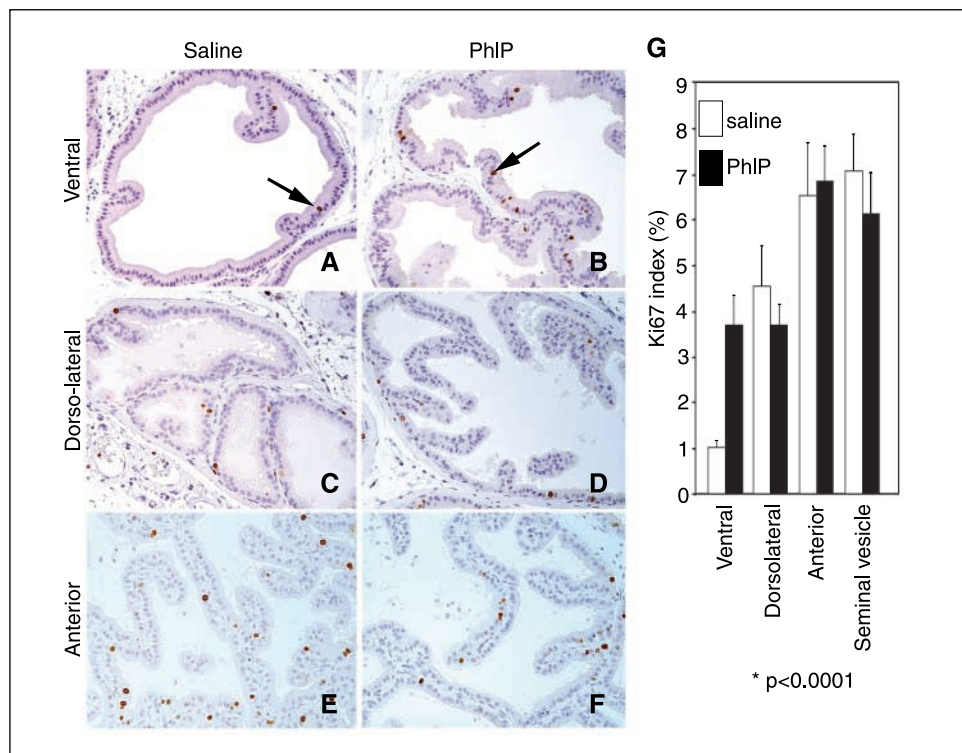 Saline
PhIP
Ventral
Dorso-lateral
Anterior
A
B
C
D
E
F
G
saline
PhIP
Ki67 index (%)
9
8
7
6
5
4
3
2
1
0
Ventral
Dorsolateral
Anterior
Seminal vesicle
* p<0.0001